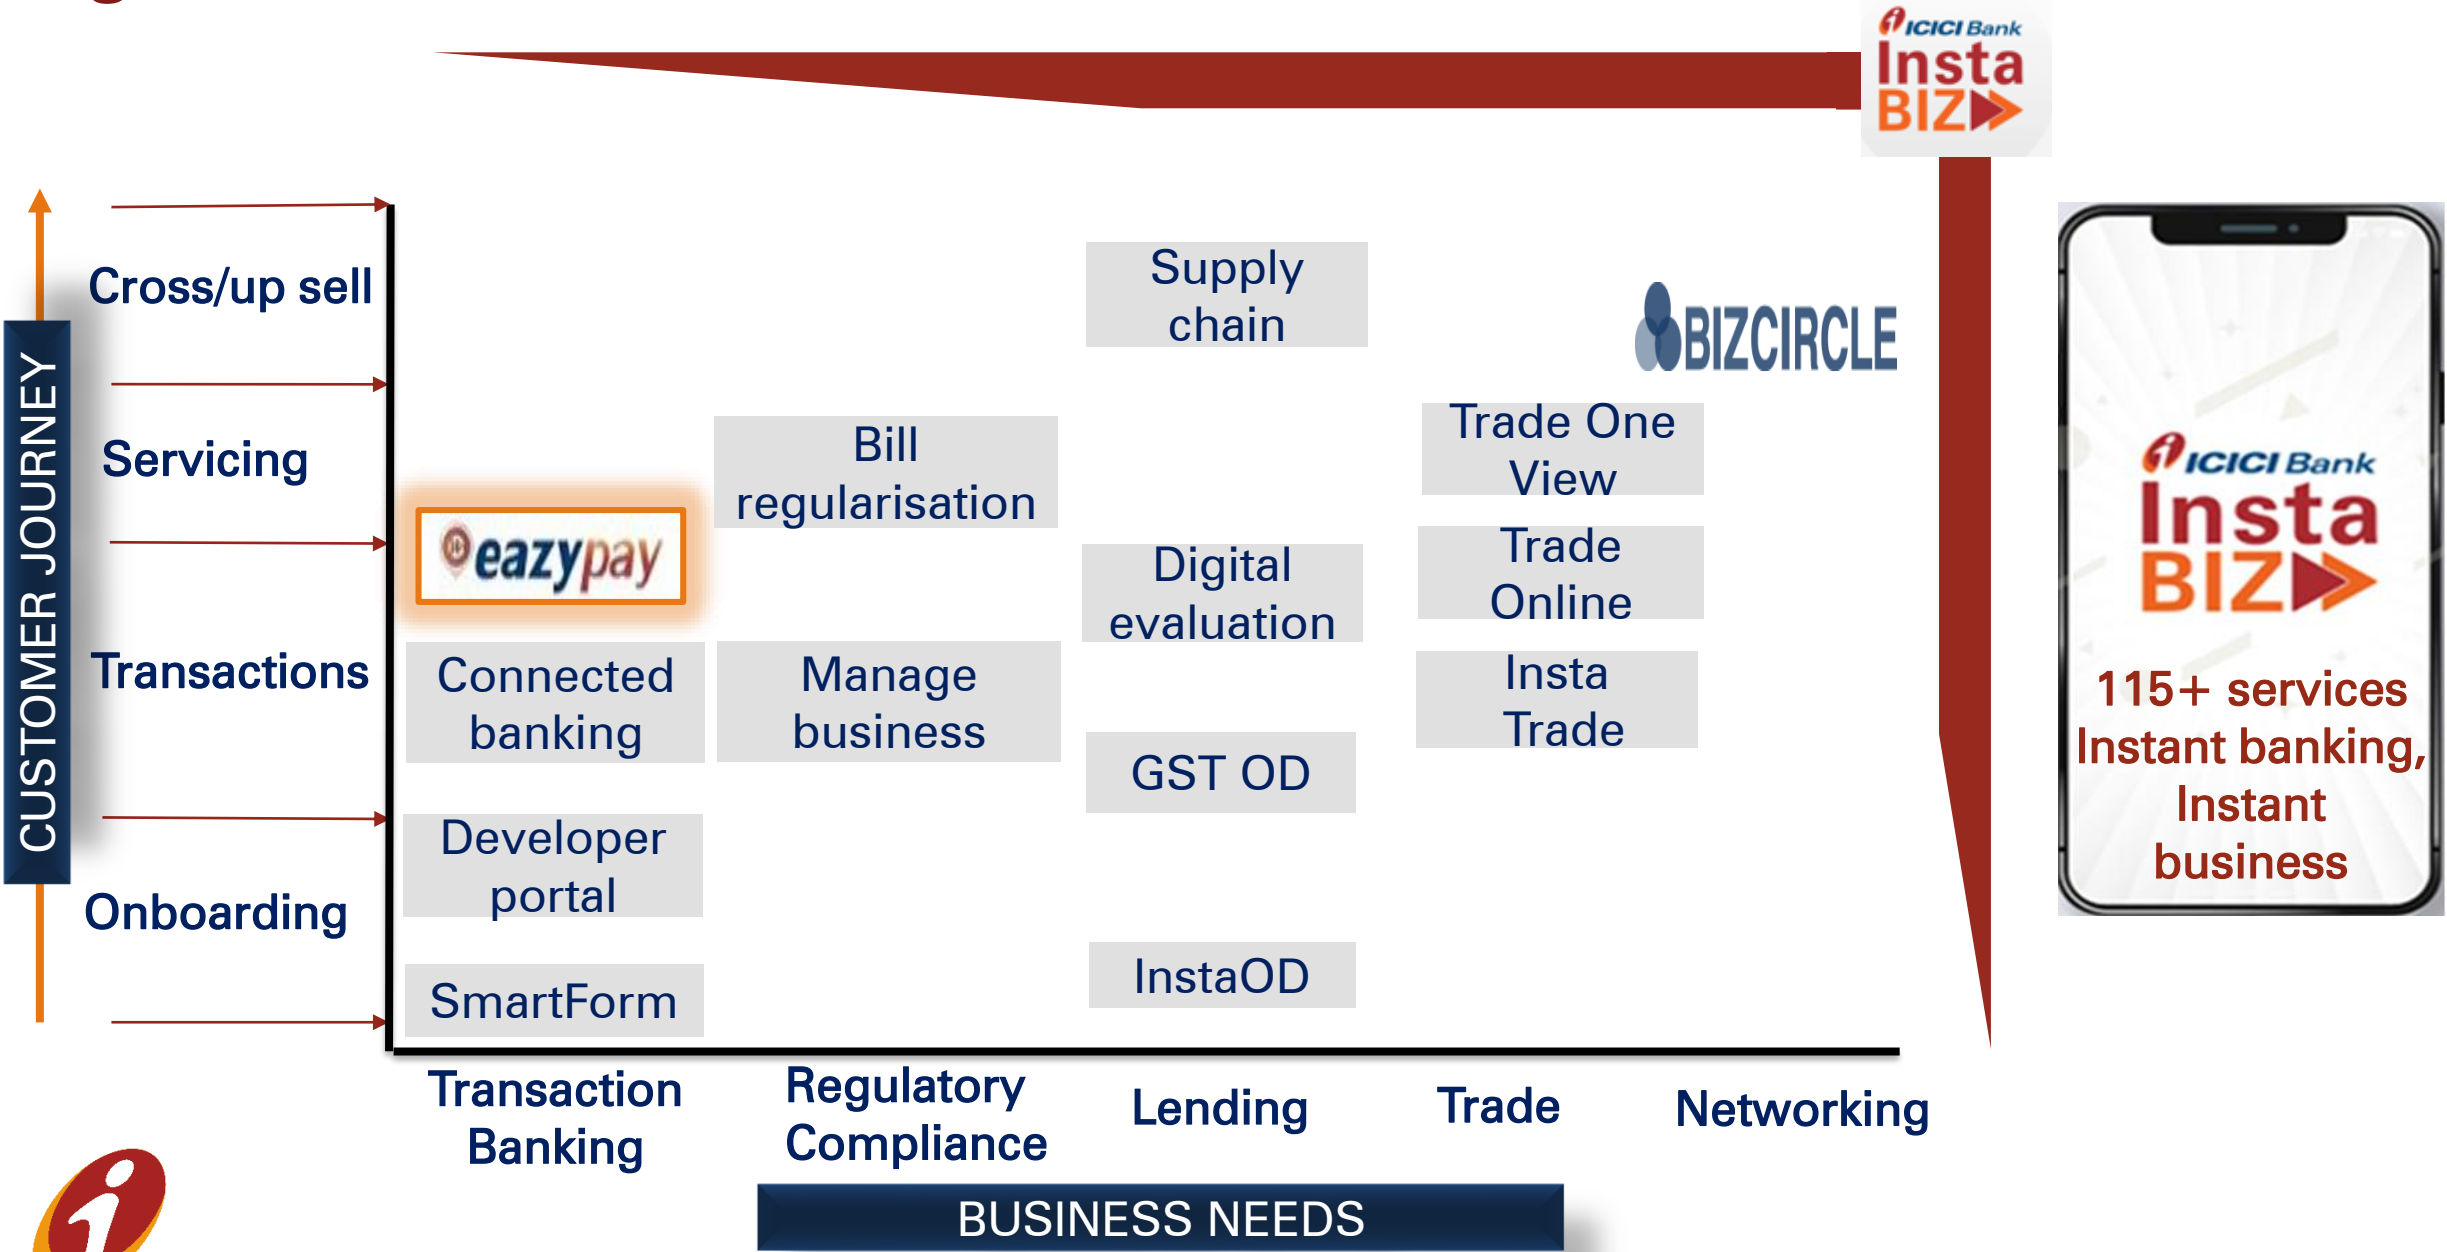 ICICI Bank
Insta
BIZ
CUSTOMER JOURNEY
Cross/up sell
Servicing
Transactions
Onboarding
Supply
chain
BIZCIRCLE
Bill
regularisation
Trade One
View
eazypay
Digital
evaluation
Trade
Online
Connected
banking
Manage
business
Insta
Trade
GST OD
Developer
portal
InstaOD
SmartForm
Transaction
Banking
Regulatory
Compliance
Lending
Trade
Networking
BUSINESS NEEDS
ICICI Bank
Insta
BIZ
115+ services
Instant banking,
Instant
business